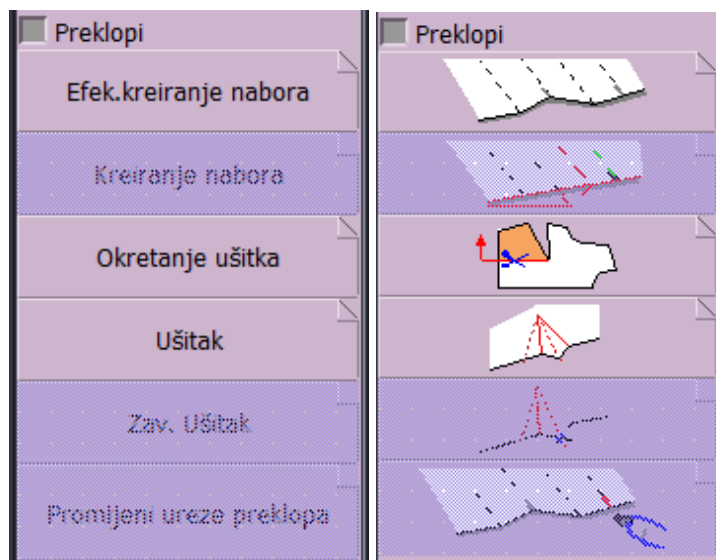 Preklopi
Efek.kreiranje nabora
Kreiranje nabora
Okretanje ušitka
Ušitak
Zav. Ušitak
Promijeni ureze preklopa
Preklopi